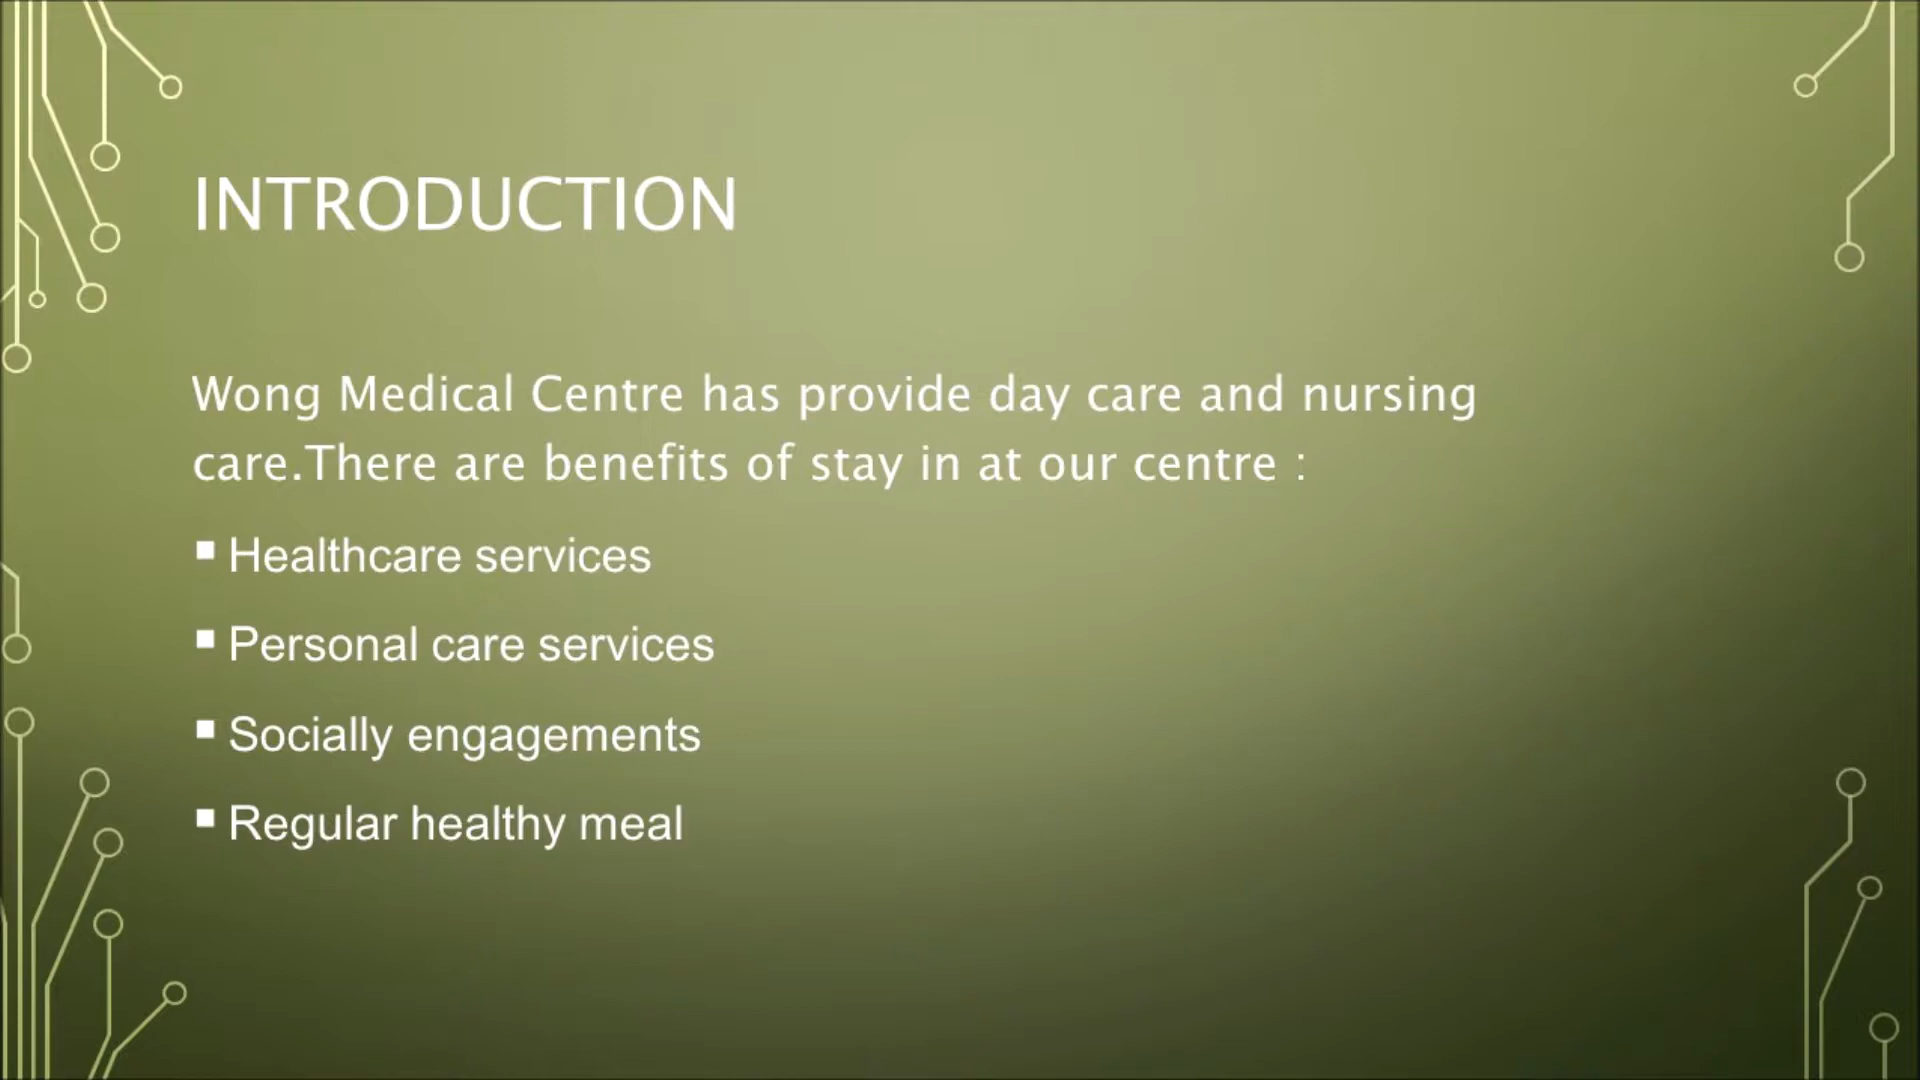 INTRODUCTION
Wong Medical Centre has provide day care and nursing
care.There are benefits of stay in at our centre :
▪ Healthcare services
▪ Personal care services
▪ Socially engagements
▪ Regular healthy meal